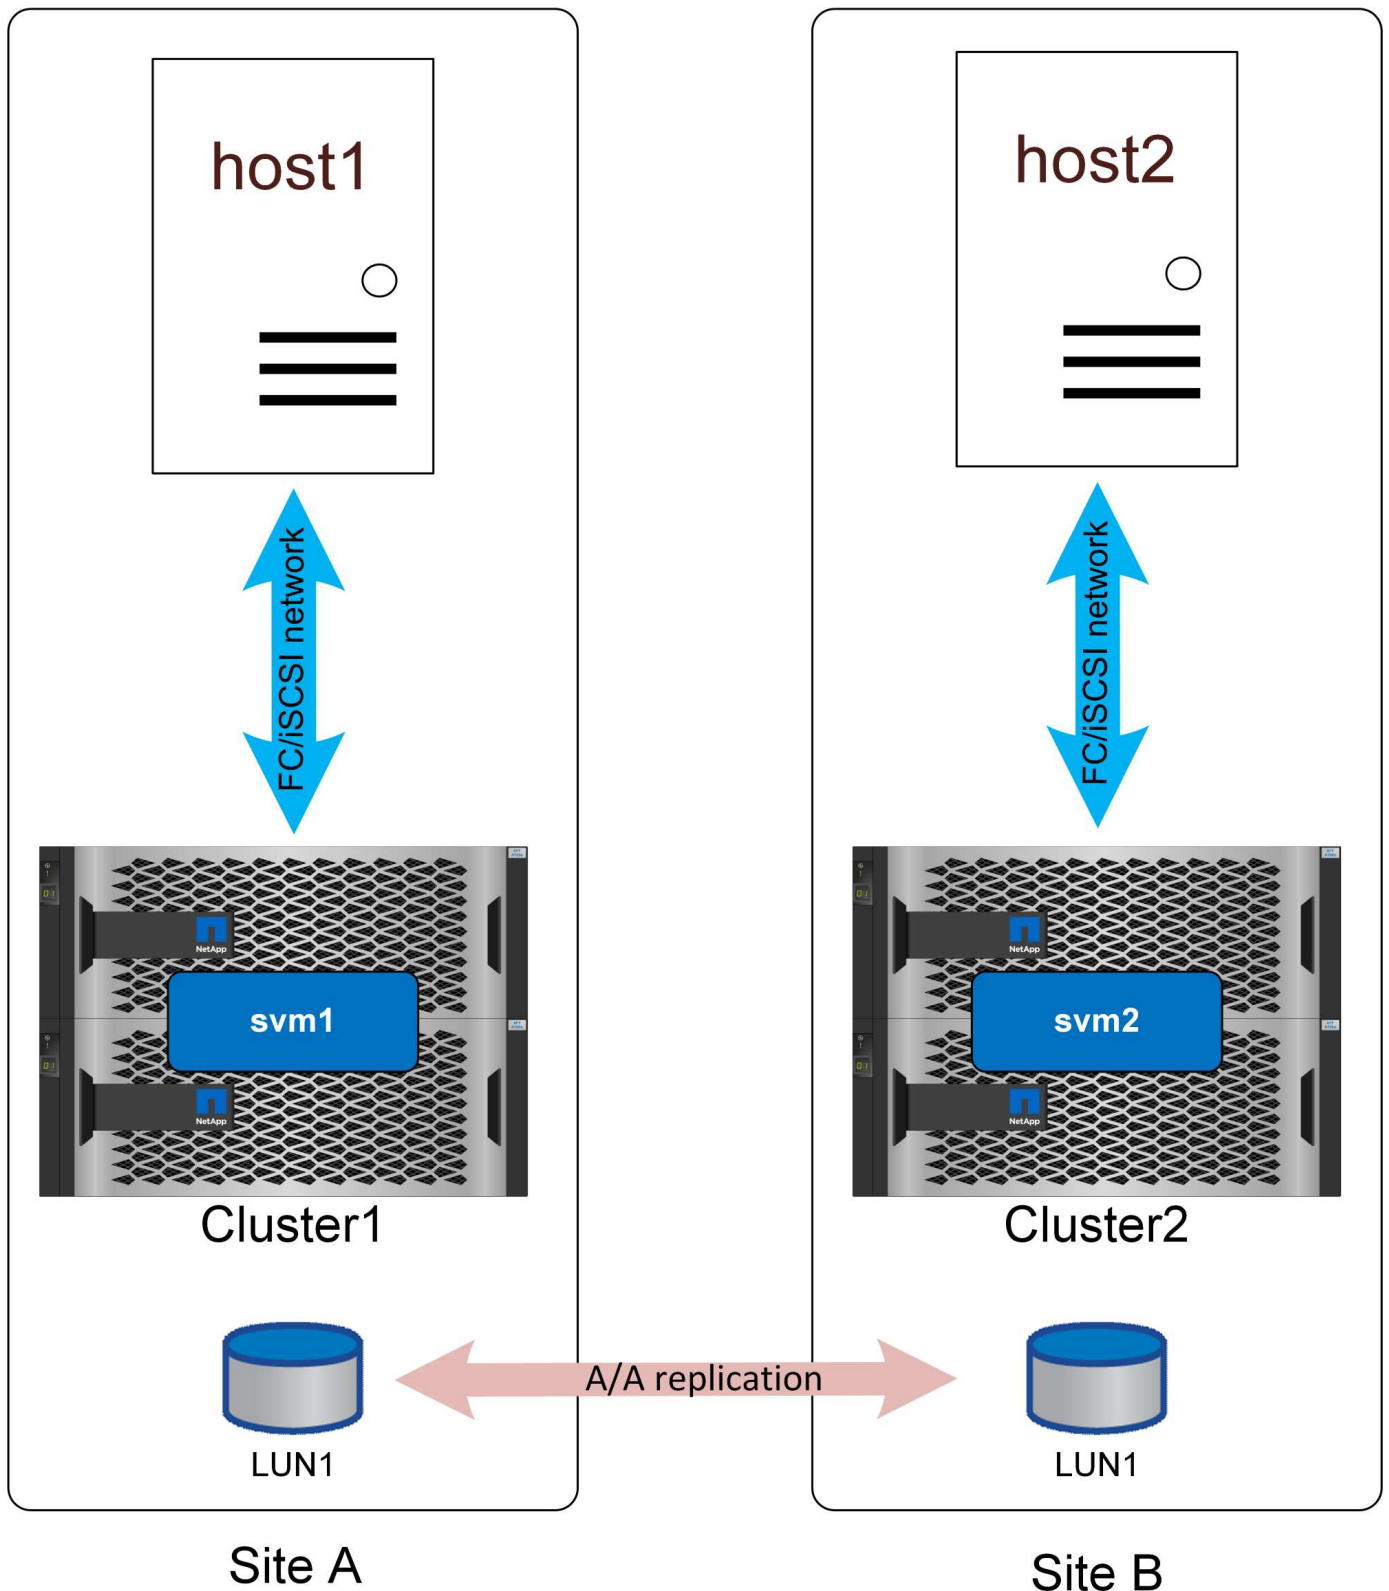 host1
host2
FC/iSCSI network
FC/iSCSI network
NetApp
NetApp
svm1
svm2
NetApp
NetApp
Cluster1
Cluster2
A/A replication
LUN1
LUN1
Site A
Site B